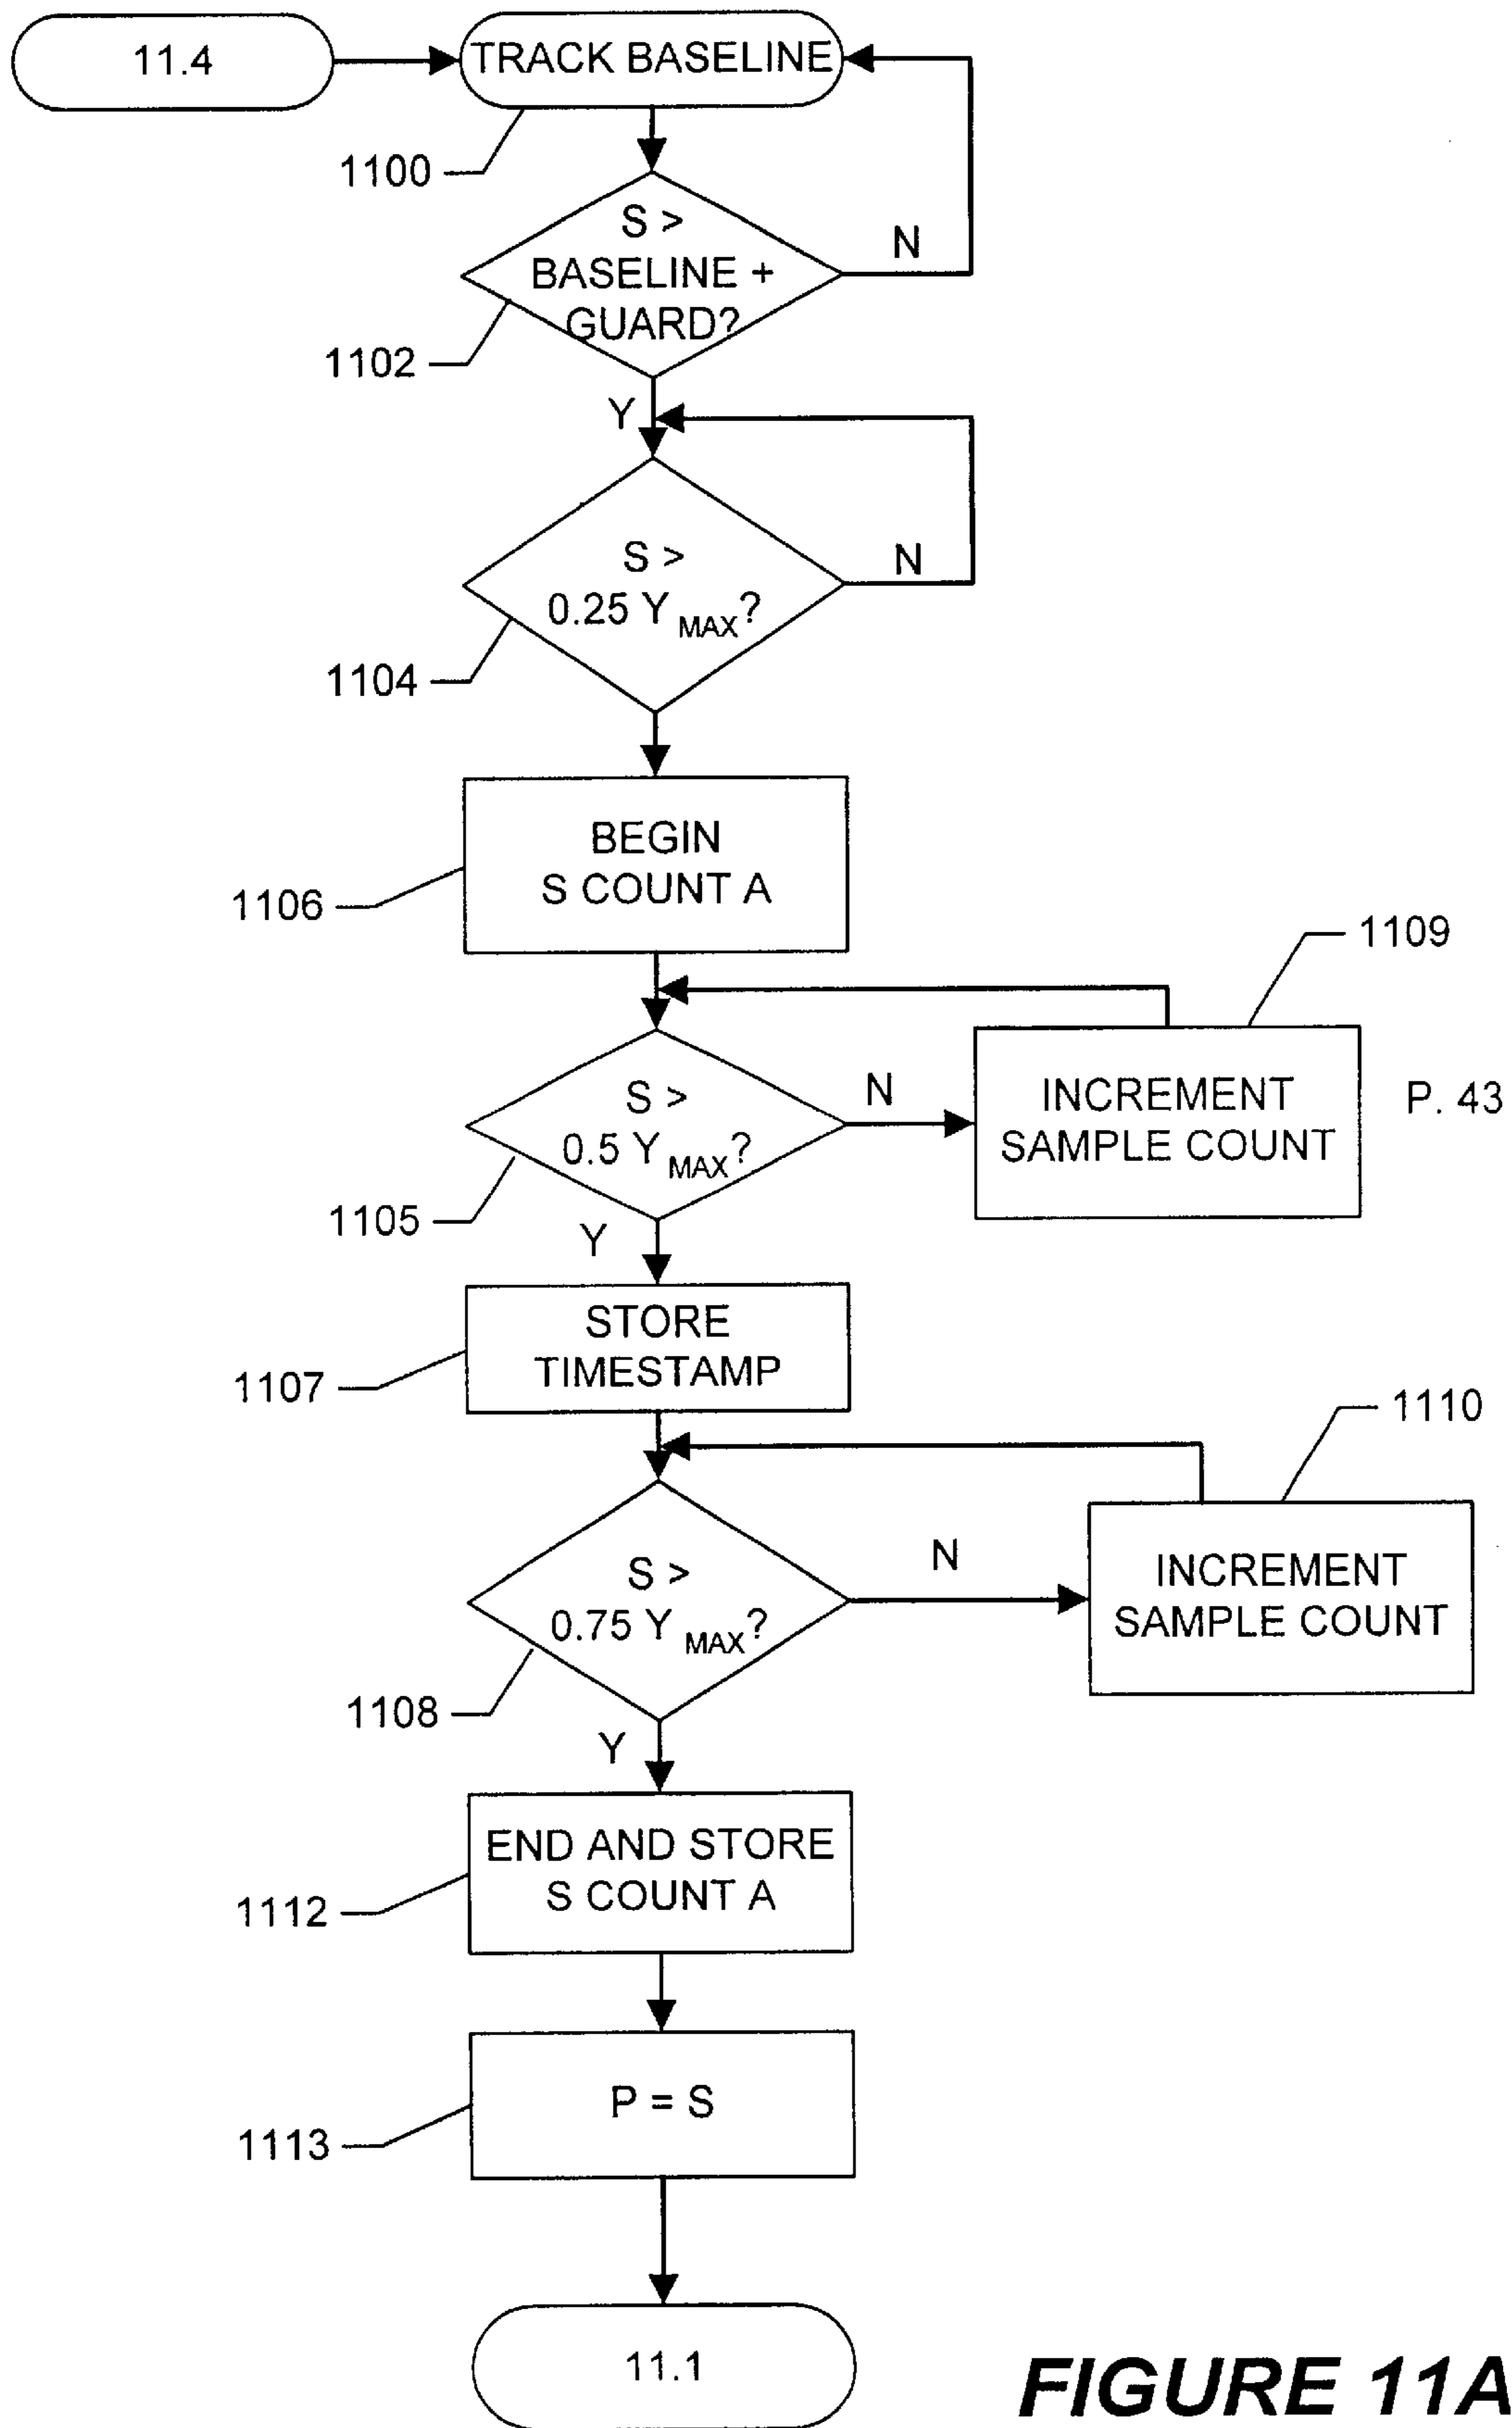 11.4
TRACK BASELINE
1100
S >
BASELINE +
GUARD?
N
1102
Y
S >
0.25 Y MAX?
N
1104
BEGIN
S COUNT A
1106
1109
S >
0.5 Y MAX?
N
INCREMENT
SAMPLE COUNT
P. 43
1105
Y
STORE
TIMESTAMP
1107
1110
S >
0.75 Y MAX?
N
INCREMENT
SAMPLE COUNT
1108
Y
END AND STORE
S COUNT A
1112
P = S
1113
11.1
FIGURE 11A